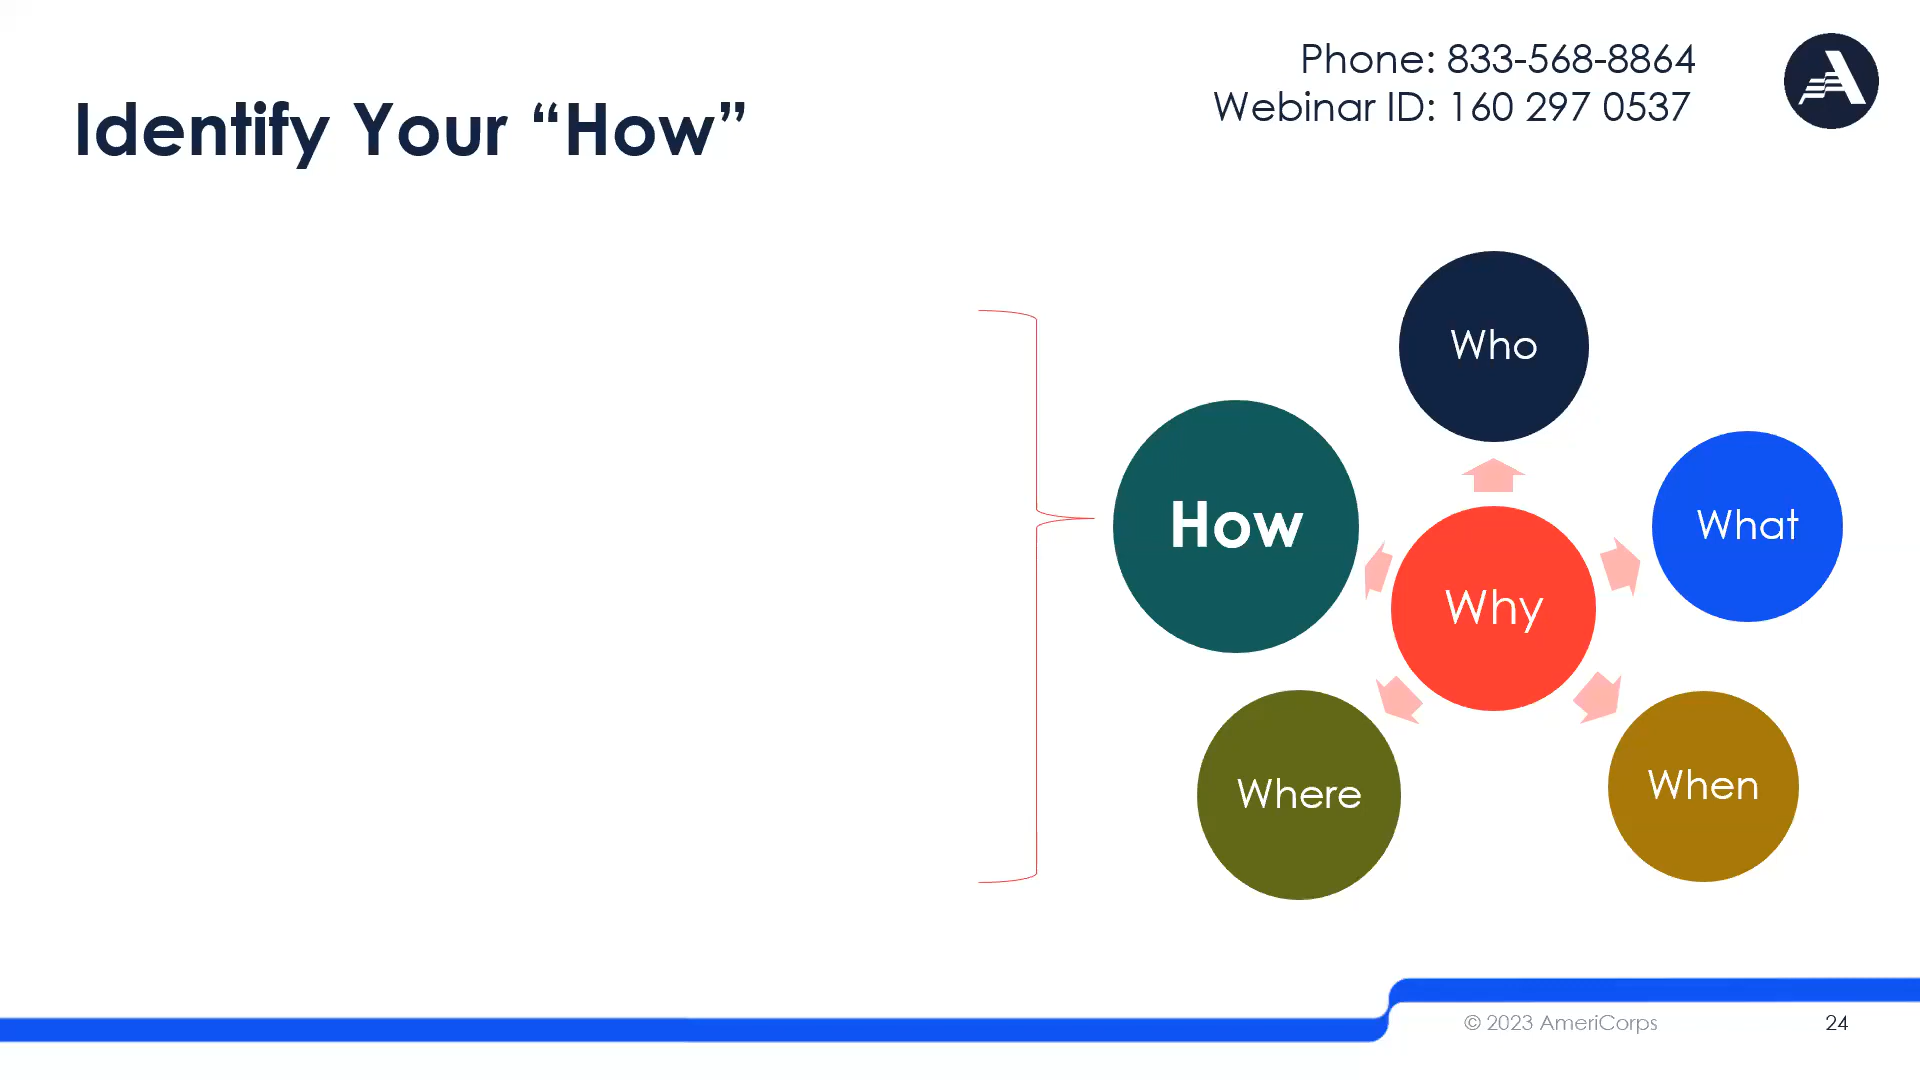 Phone: 833-568-8864
Webinar ID: 160 297 0537
Identify Your “How”
Who
How
What
Why
Where
When
© 2023 AmeriCorps
24